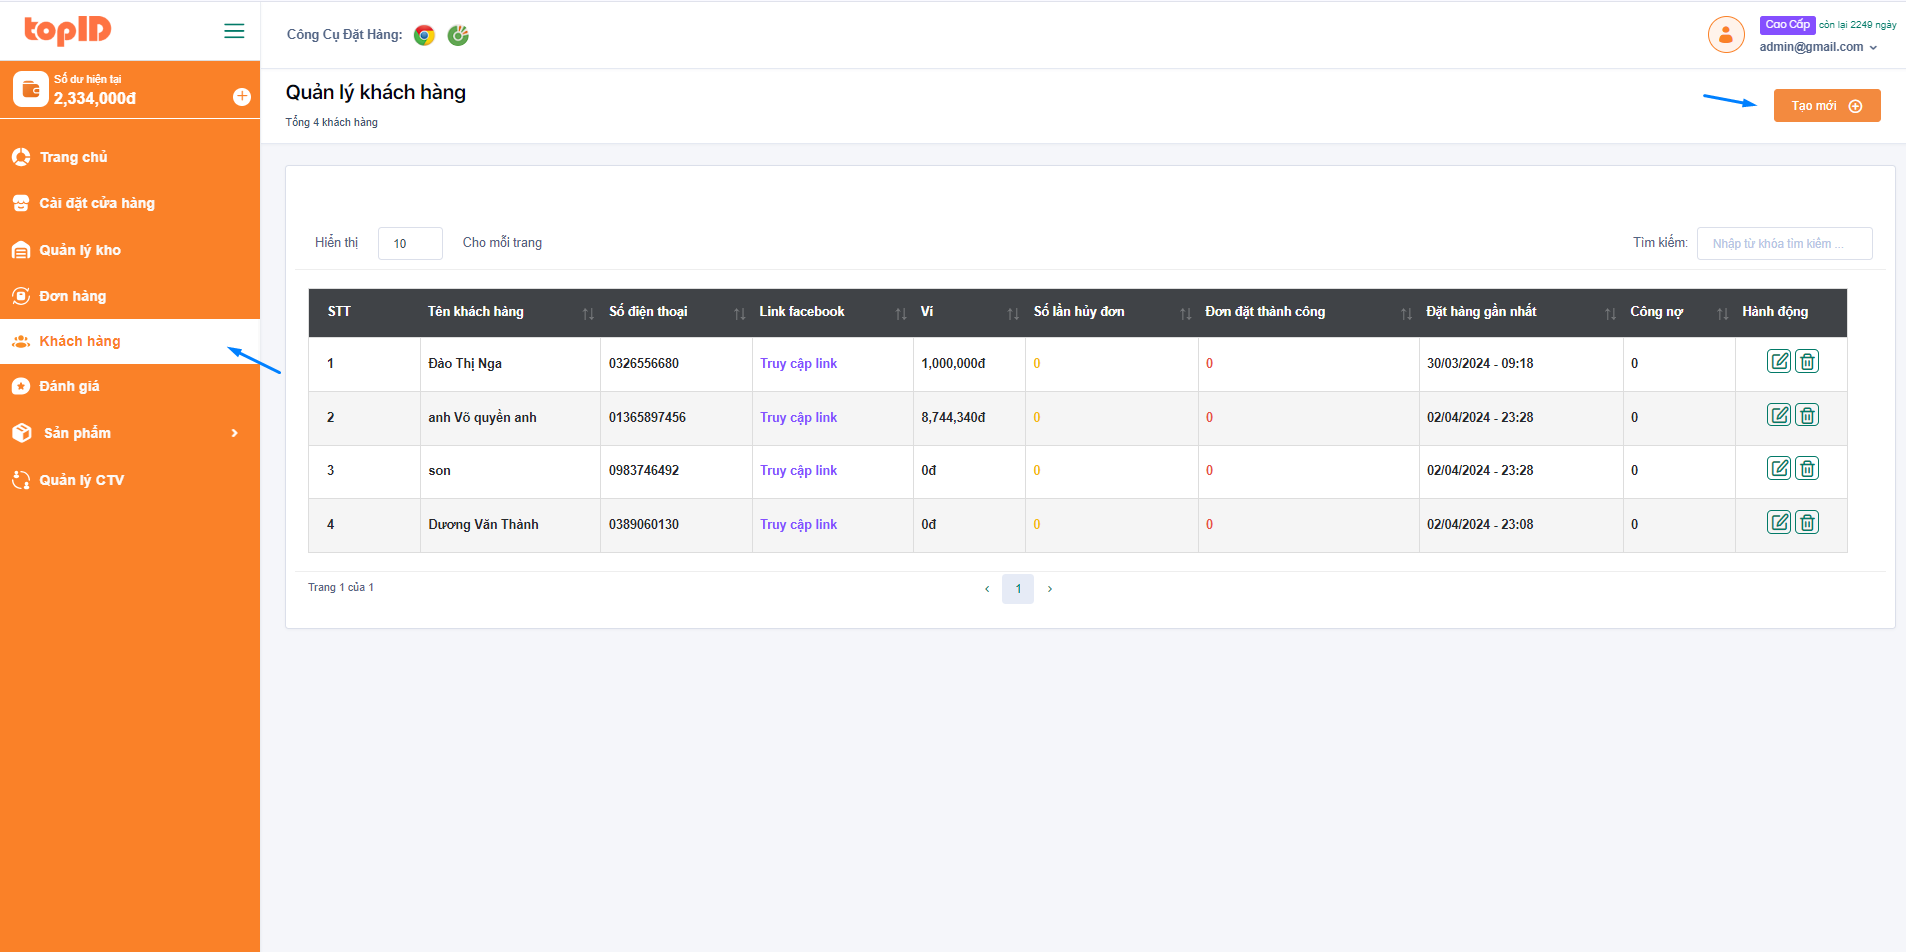 topID
Công Cụ Đặt Hàng:
Cao Cấp còn lại 2249 ngày
admin@gmail.com
Số dư hiện tại
2,334,000đ
Trang chủ
Cài đặt cửa hàng
Quản lý kho
Đơn hàng
Khách hàng
Đánh giá
Sản phẩm
Quản lý CTV
Quản lý khách hàng
Tổng 4 khách hàng
Tạo mới
Hiển thị 10 Cho mỗi trang
Tìm kiếm: Nhập từ khóa tìm kiếm ...
STT Tên khách hàng Số điện thoại Link facebook Ví Số lần hủy đơn Đơn đặt thành công Đặt hàng gần nhất Công nợ Hành động
1 Đào Thị Nga 0326556680 Truy cập link 1,000,000đ 0 0 30/03/2024 - 09:18 0
2 anh Võ quyền anh 01365897456 Truy cập link 8,744,340đ 0 0 02/04/2024 - 23:28 0
3 son 0983746492 Truy cập link 0đ 0 0 02/04/2024 - 23:28 0
4 Dương Văn Thành 0389060130 Truy cập link 0đ 0 0 02/04/2024 - 23:08 0
Trang 1 của 1
‹ 1 ›